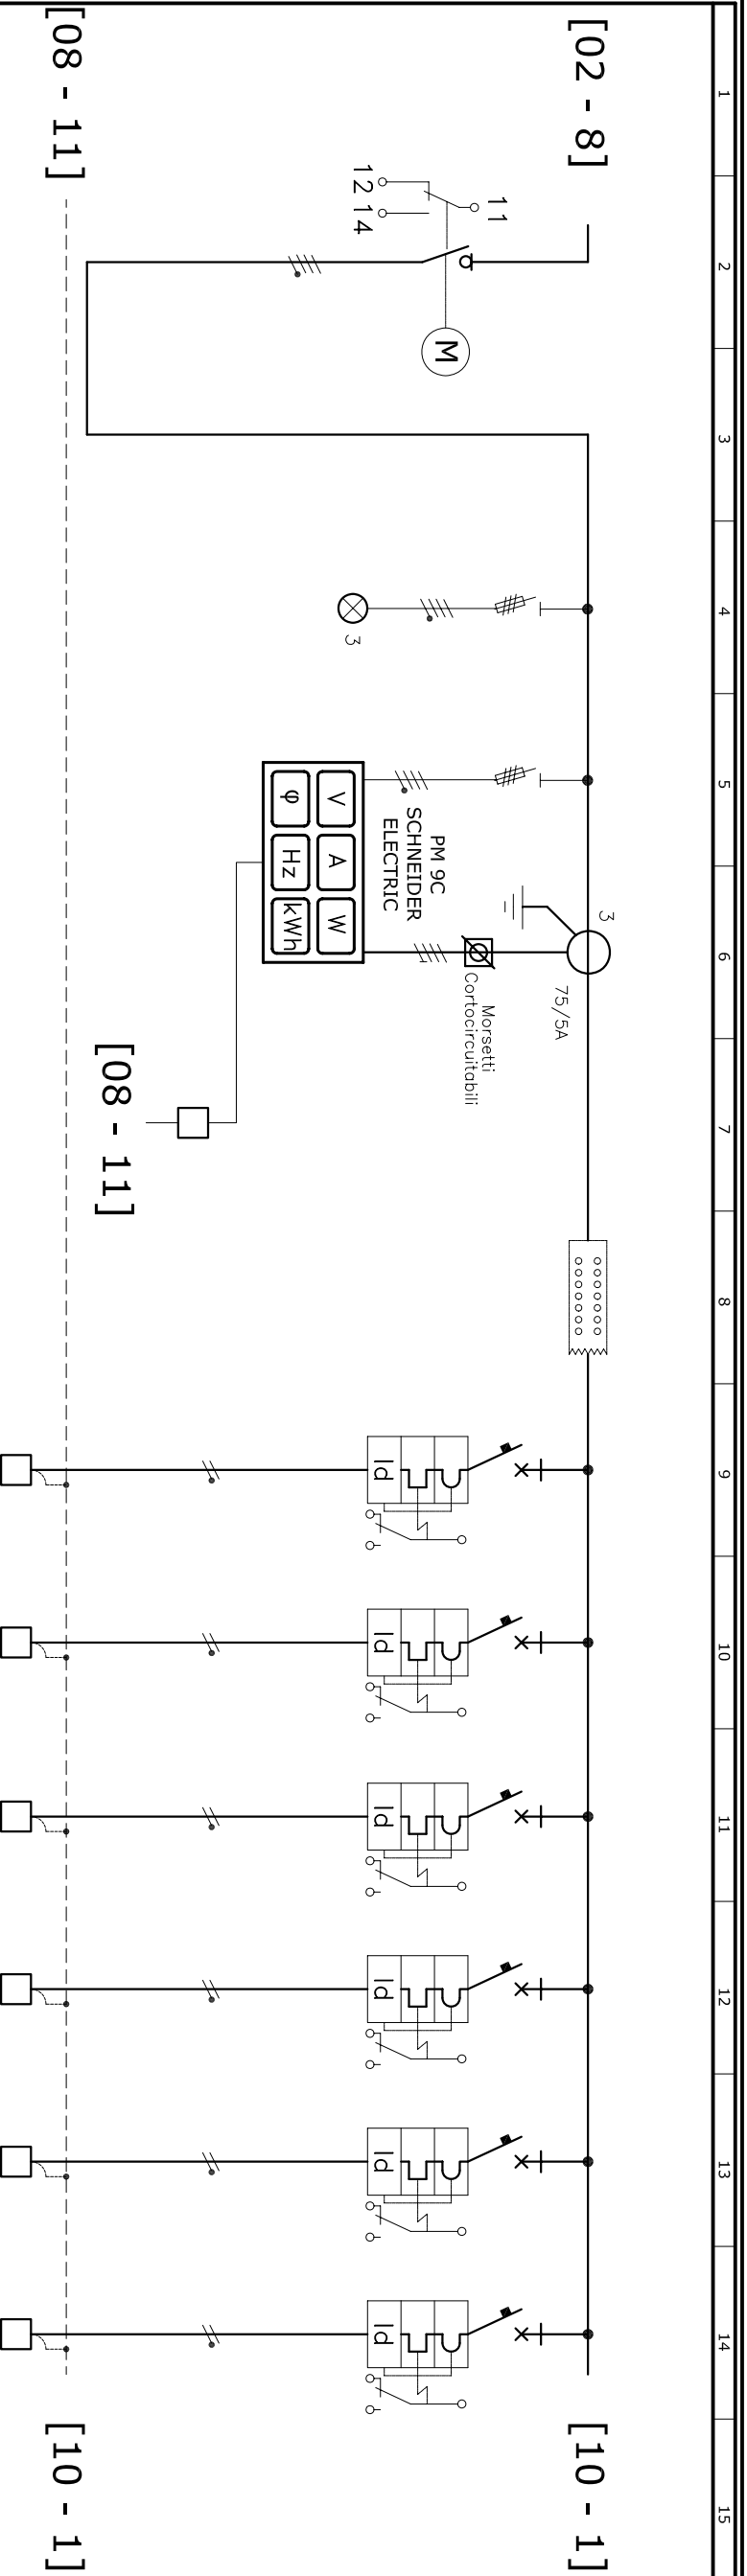 1
2
3
4
5
6
7
8
9
10
11
12
13
14
15
[02 - 8]
[10 - 1]
11
12
14
M
3
3
75/5A
Morsetti
Cortocircuitabili
PM 9C
SCHNEIDER
ELECTRIC
V
A
W
φ
Hz
kWh
Id
Id
Id
Id
Id
Id
[08 - 11]
[08 - 11]
[10 - 1]